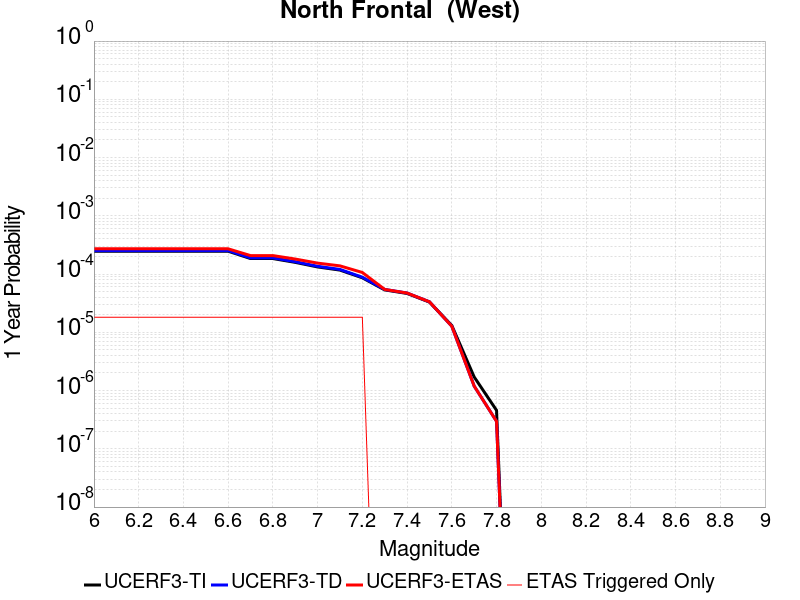 North Frontal  (West)
10^0
10^-1
10^-2
10^-3
10^-4
10^-5
10^-6
10^-7
10^-8
1 Year Probability
6 6.2 6.4 6.6 6.8 7 7.2 7.4 7.6 7.8 8 8.2 8.4 8.6 8.8 9
Magnitude
UCERF3-TI UCERF3-TD UCERF3-ETAS ETAS Triggered Only